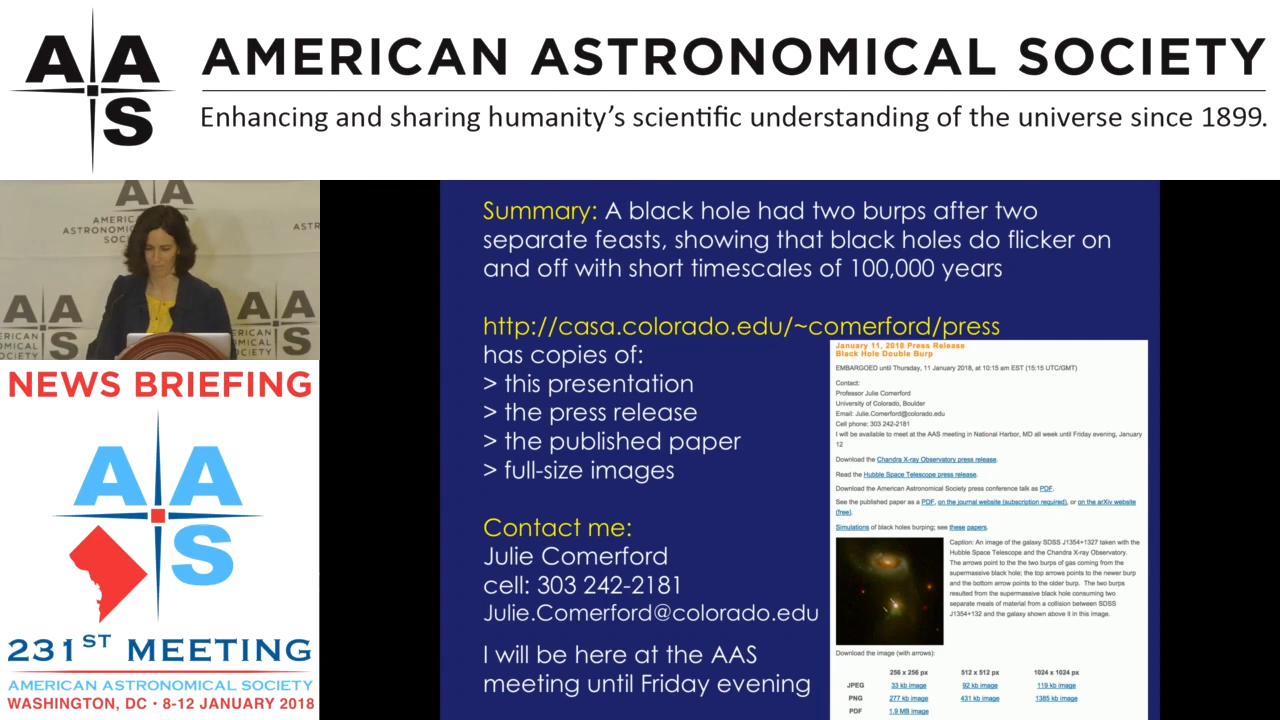 AAS
AMERICAN ASTRONOMICAL SOCIETY
Enhancing and sharing humanity's scientific understanding of the universe since 1899.
AMERIC
ASTRONOMIC
SOC
ASTR
NEWS BRIEFING
AAS
231ST MEETING
AMERICAN ASTRONOMICAL SOCIETY
WASHINGTON, DC • 8-12 JANUARY 2018
Summary: A black hole had two burps after two
separate feasts, showing that black holes do flicker on
and off with short timescales of 100,000 years
http://casa.colorado.edu/~comerford/press
has copies of:
> this presentation
> the press release
> the published paper
> full-size images
Contact me:
Julie Comerford
cell: 303 242-2181
Julie.Comerford@colorado.edu
I will be here at the AAS
meeting until Friday evening
January 11, 2018 Press Release
Black Hole Double Burp
EMBARGOED until Thursday, 11 January 2018, at 10:15 am EST (15:15 UTC/GMT)
Contact:
Professor Julie Comerford
University of Colorado, Boulder
Email: Julie.Comerford@colorado.edu
Cell phone: 303 242-2181
I will be available to meet at the AAS meeting in National Harbor, MD all week until Friday evening, January
12
Download the Chandra X-ray Observatory press release.
Read the Hubble Space Telescope press release.
Download the American Astronomical Society press conference talk as PDF.
See the published paper as a PDF, on the journal website (subscription required), or on the arXiv website
(free).
Simulations of black holes burping; see these papers.
Caption: An image of the galaxy SDSS J1354+1327 taken with the
Hubble Space Telescope and the Chandra X-ray Observatory.
The arrows point to the the two burps of gas coming from the
supermassive black hole; the top arrows points to the newer burp
and the bottom arrow points to the older burp. The two burps
resulted from the supermassive black hole consuming two
separate meals of material from a collision between SDSS
J1354+132 and the galaxy shown above it in this image.
Download the image (with arrows):
256 x 256 px 512 x 512 px 1024 x 1024 px
JPEG 33 kb image 92 kb image 119 kb image
PNG 277 kb image 431 kb image 1385 kb image
PDF 1.9 MB image